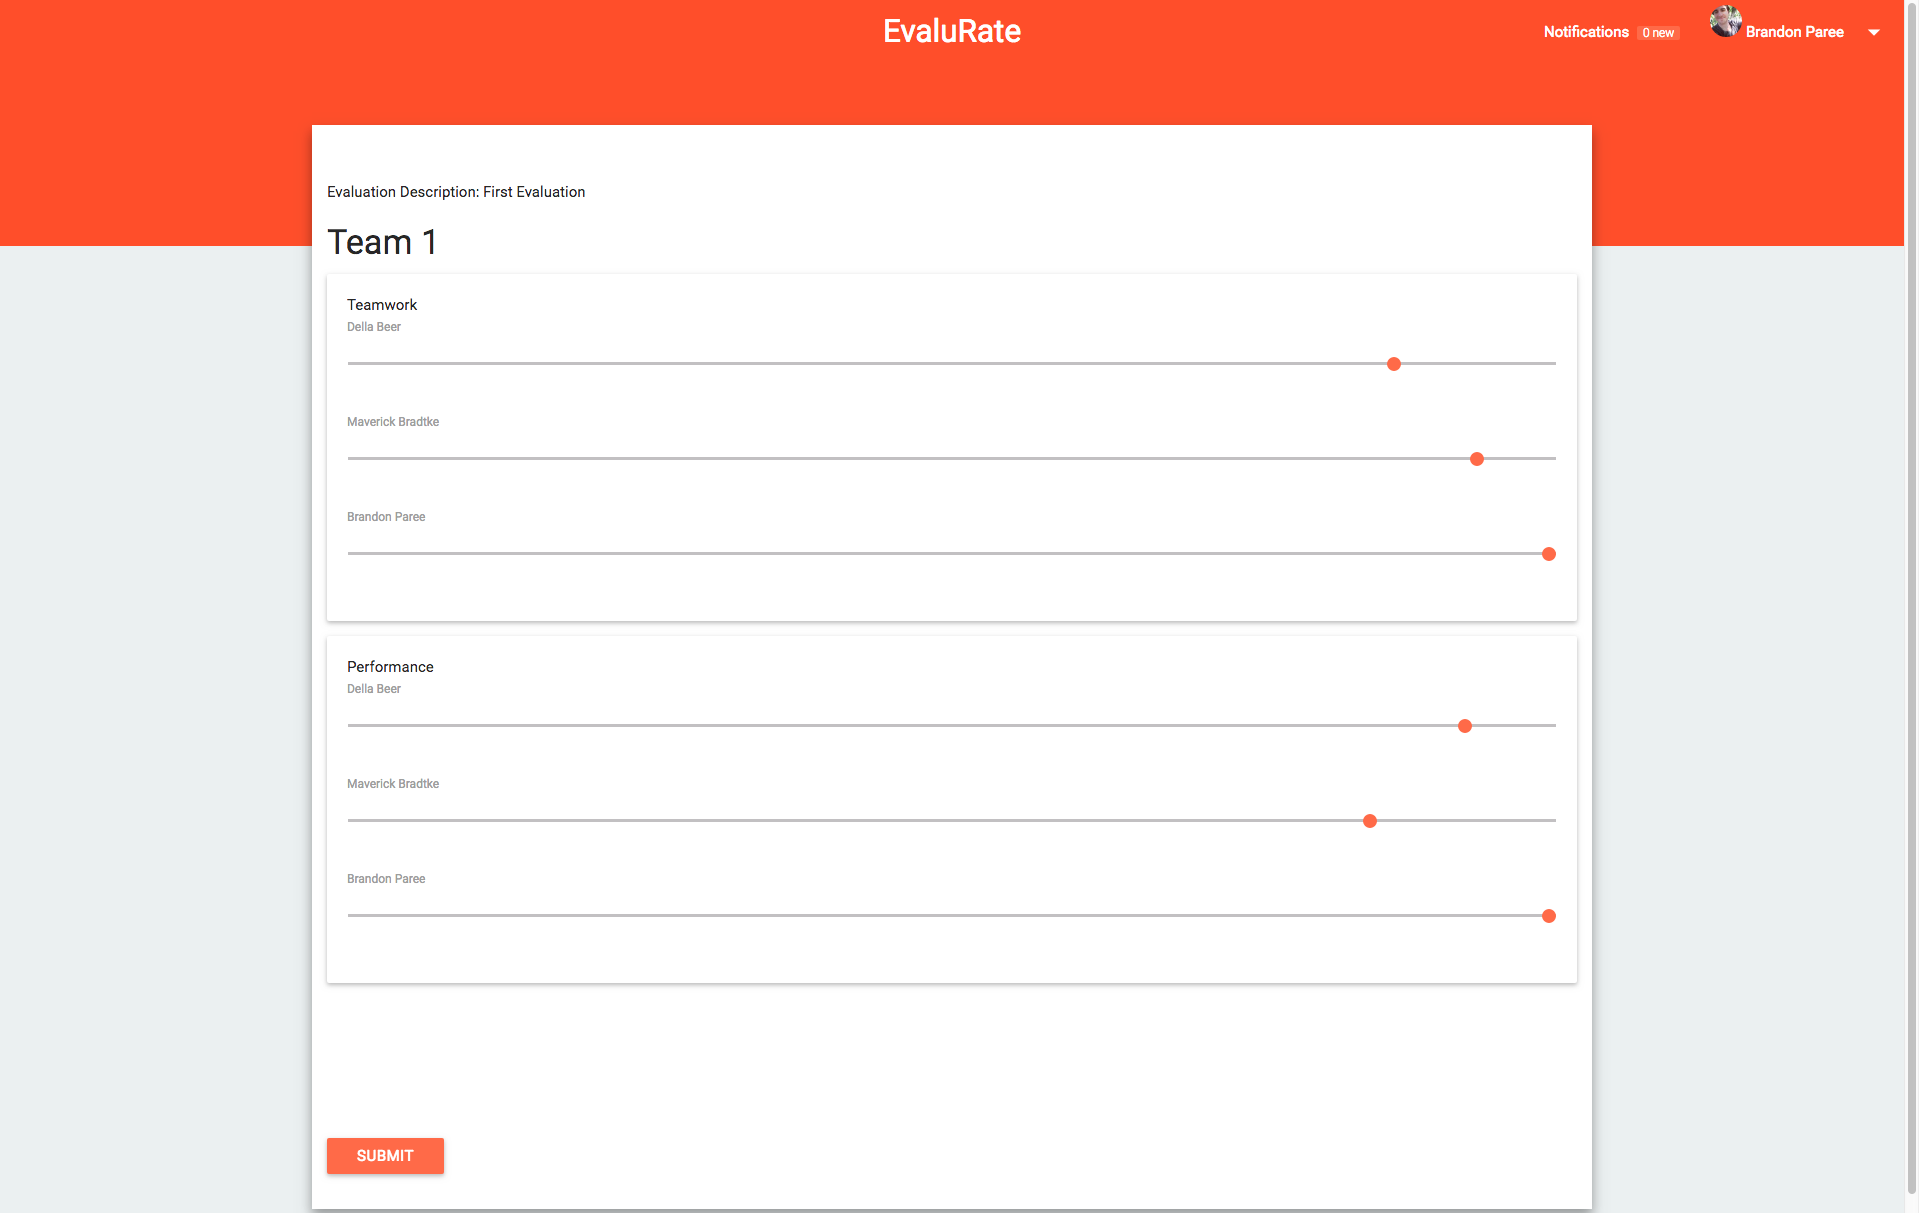 EvaluRate
Notifications 0 new
Brandon Paree
Evaluation Description: First Evaluation
Team 1
Teamwork
Della Beer
Maverick Bradtke
Brandon Paree
Performance
Della Beer
Maverick Bradtke
Brandon Paree
SUBMIT